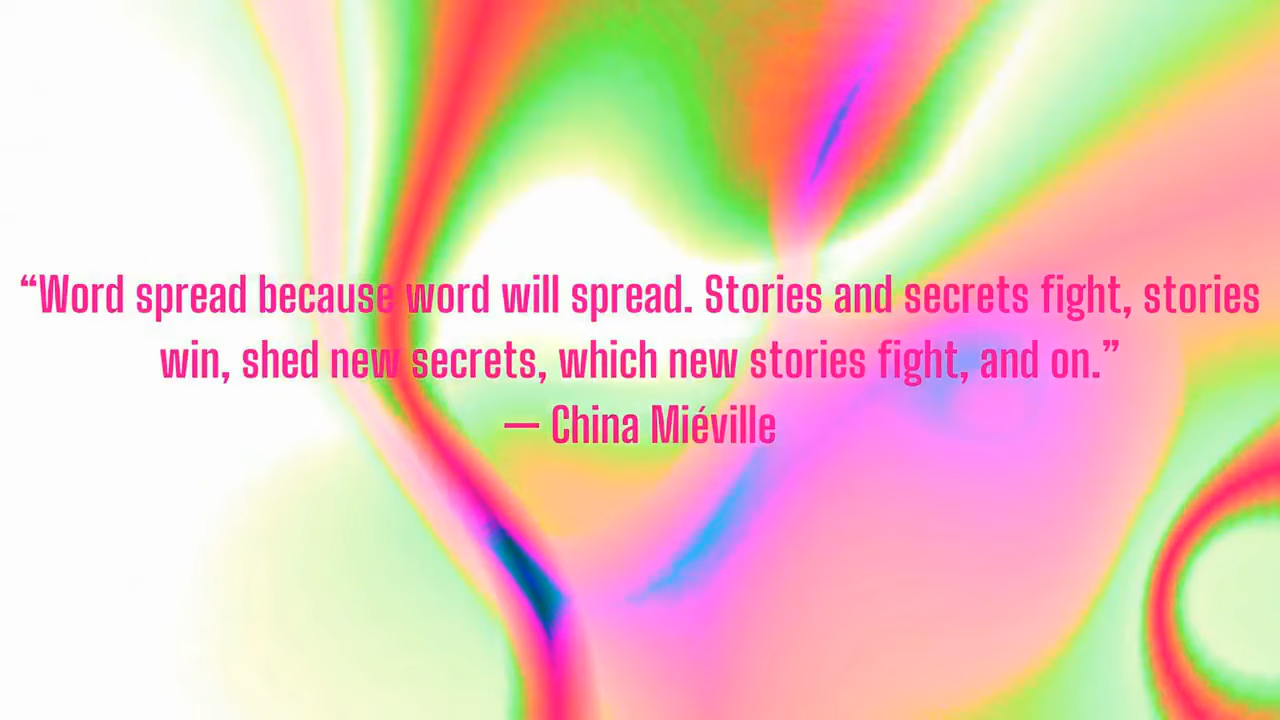 “Word spread because word will spread. Stories and secrets fight, stories
win, shed new secrets, which new stories fight, and on.”
— China Miéville